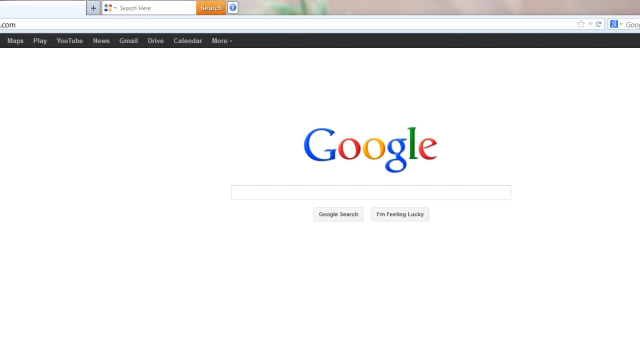 Search Here Search
.com Goo
Maps Play YouTube News Gmail Drive Calendar More
Google
Google Search I'm Feeling Lucky